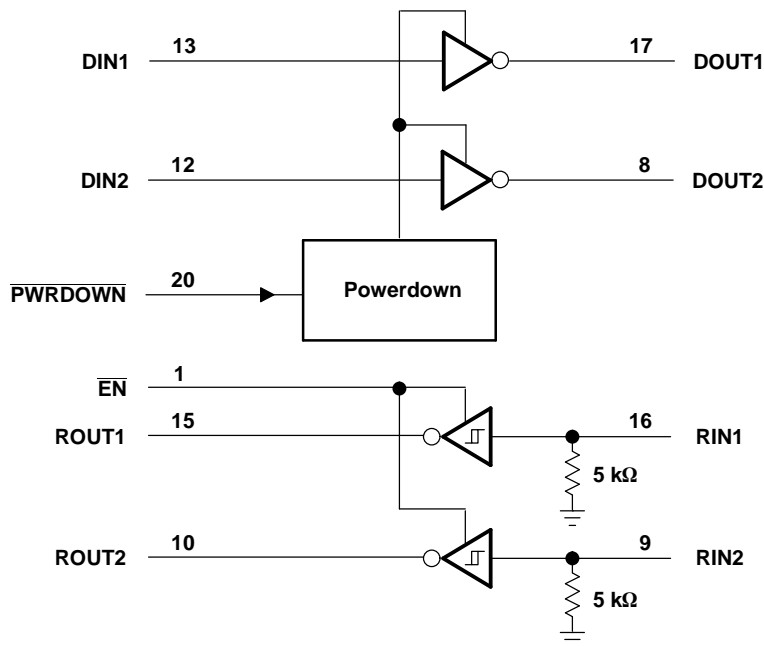 DIN1 13 17 DOUT1
DIN2 12 8 DOUT2
PWRDOWN 20 Powerdown
EN 1
ROUT1 15 16 RIN1
5 kΩ
ROUT2 10 9 RIN2
5 kΩ